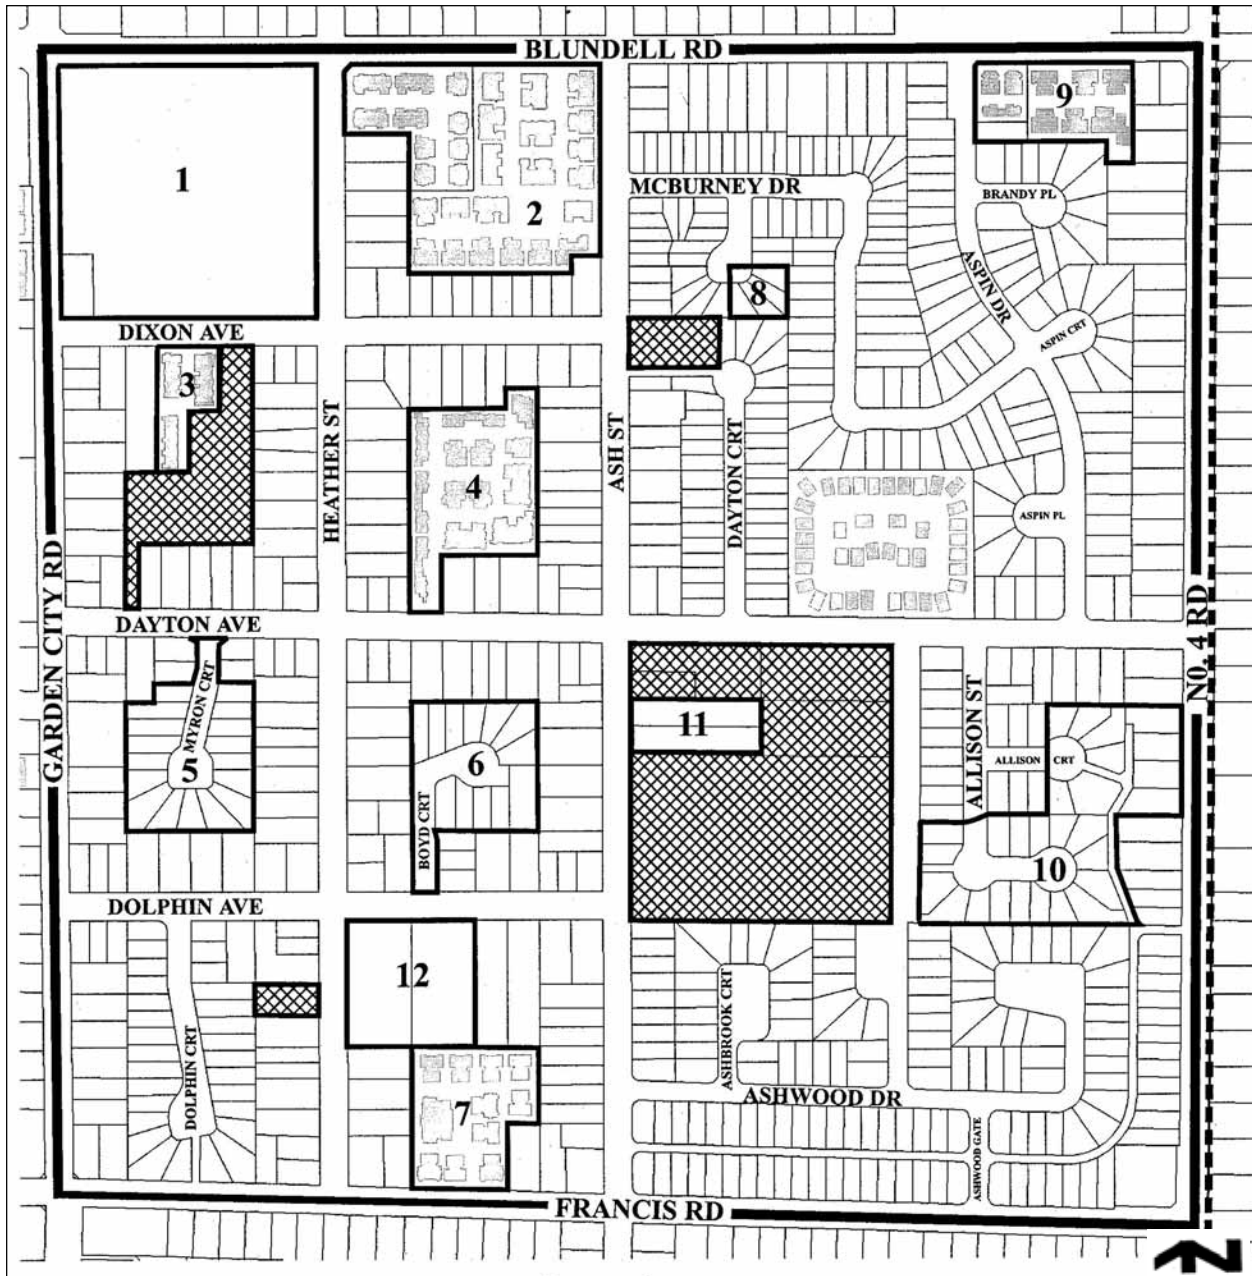 BLUNDELL RD
9
1
MCBURNEY DR
BRANDY PL
2
ASPIN DR
8
DIXON AVE
ASPIN CRT
3
HEATHER ST
ASH ST
4
DAYTON CRT
ASPIN PL
GARDEN CITY RD
NO. 4 RD
DAYTON AVE
MYRON CRT
11
ALLISON ST
ALLISON CRT
5
6
BOYD CRT
10
DOLPHIN AVE
12
ASHBROOK CRT
DOLPHIN CRT
ASHWOOD DR
7
ASHWOOD GATE
FRANCIS RD
N